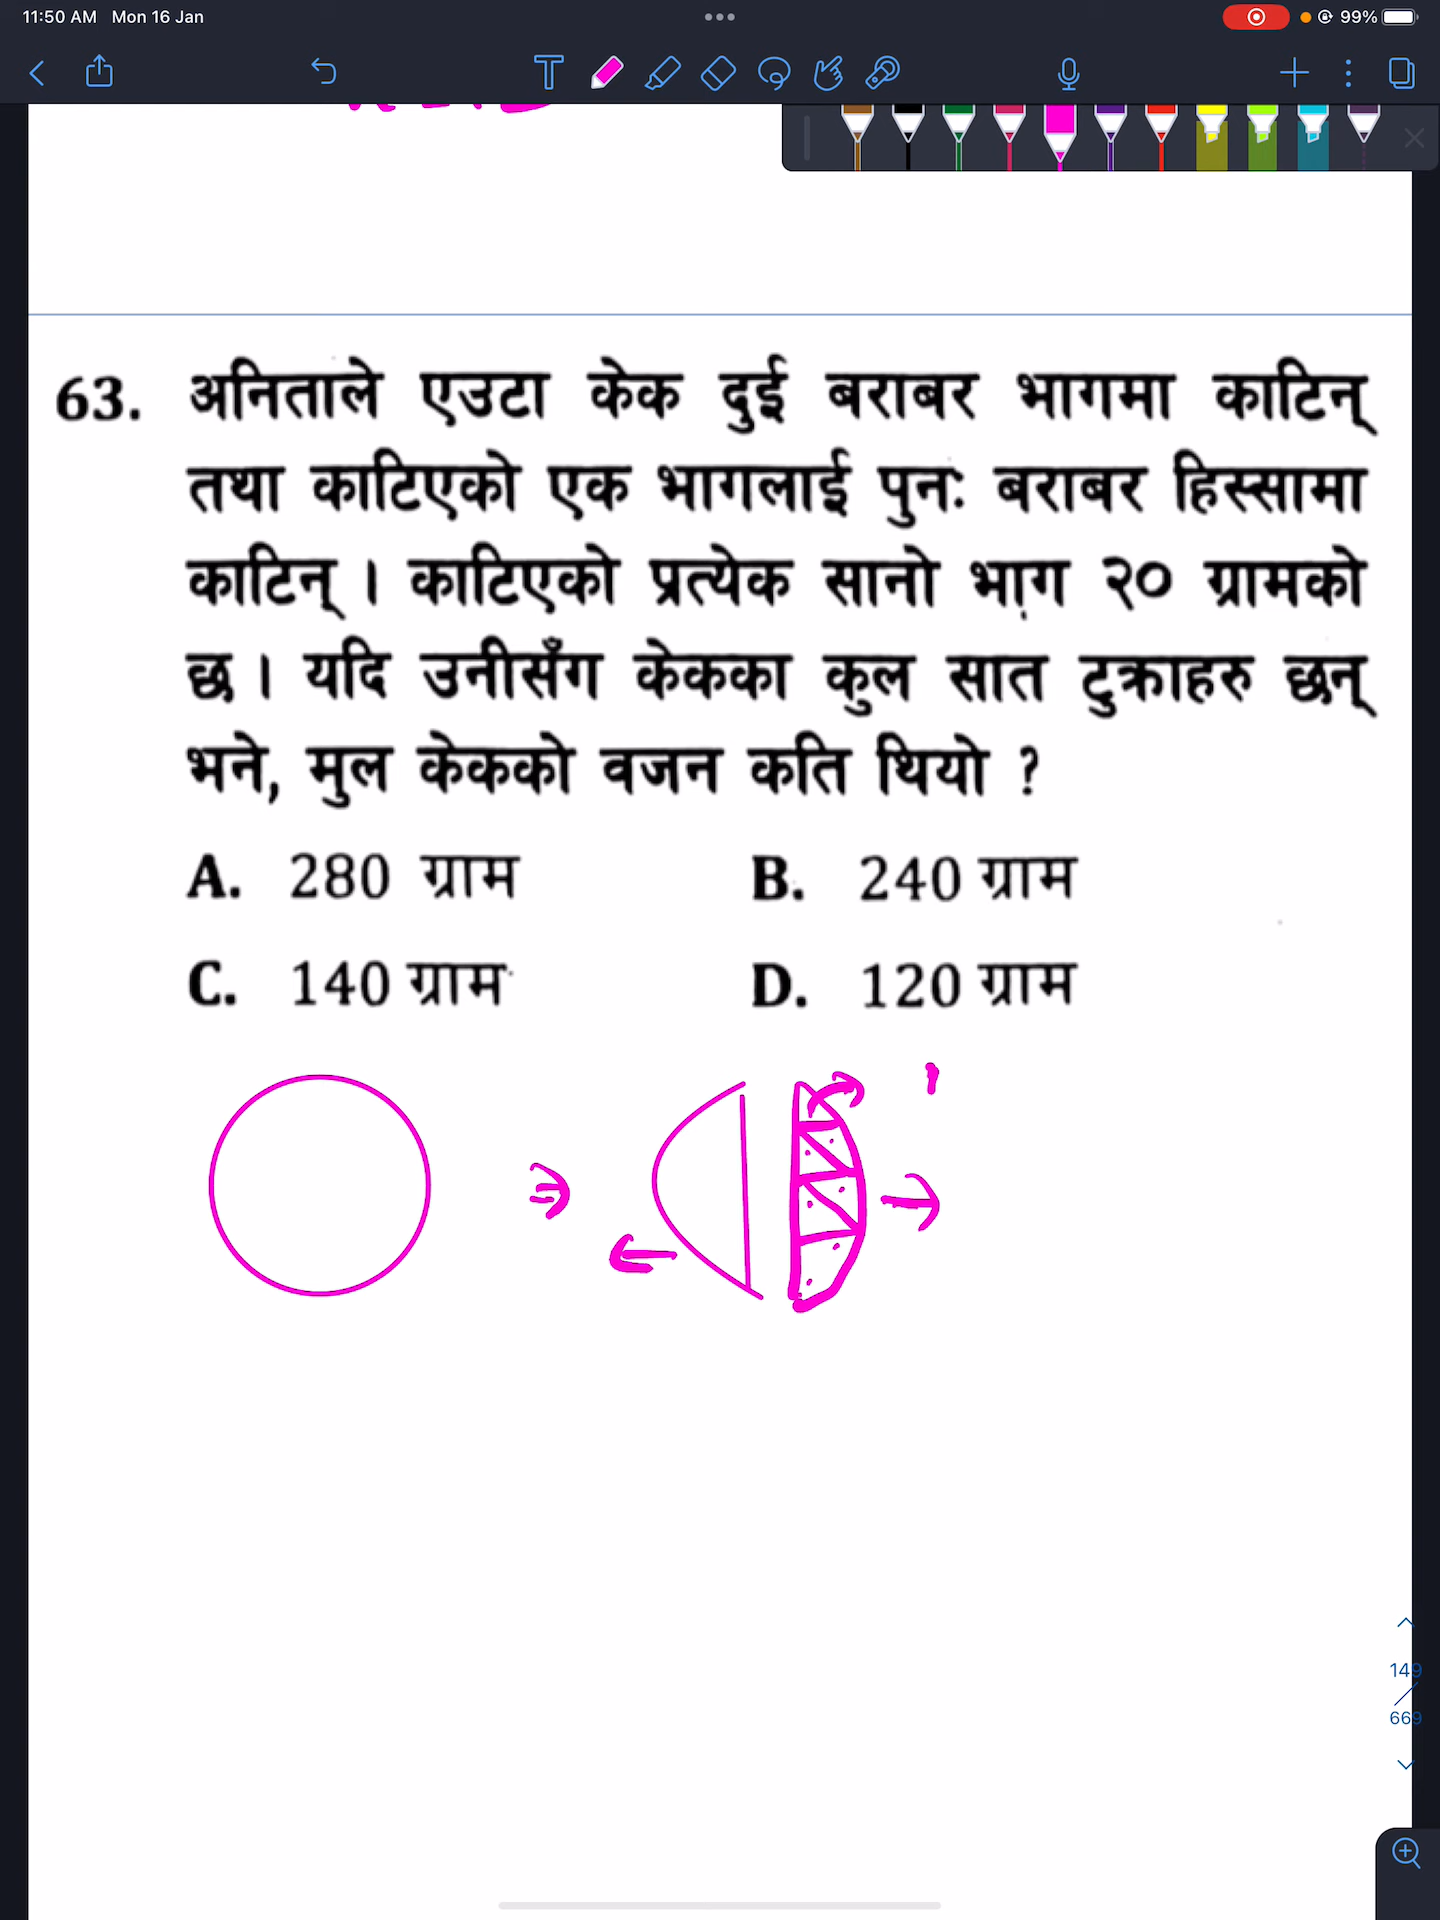 11:50 AM Mon 16 Jan
99%
63. अनिताले एउटा केक दुई बराबर भागमा काटिन्
तथा काटिएको एक भागलाई पुनः बराबर हिस्सामा
काटिन् । काटिएको प्रत्येक सानो भाग २० ग्रामको
छ । यदि उनीसँग केकका कुल सात टुक्राहरु छन्
भने, मुल केकको वजन कति थियो ?
A. 280 ग्राम B. 240 ग्राम
C. 140 ग्राम D. 120 ग्राम
149
669